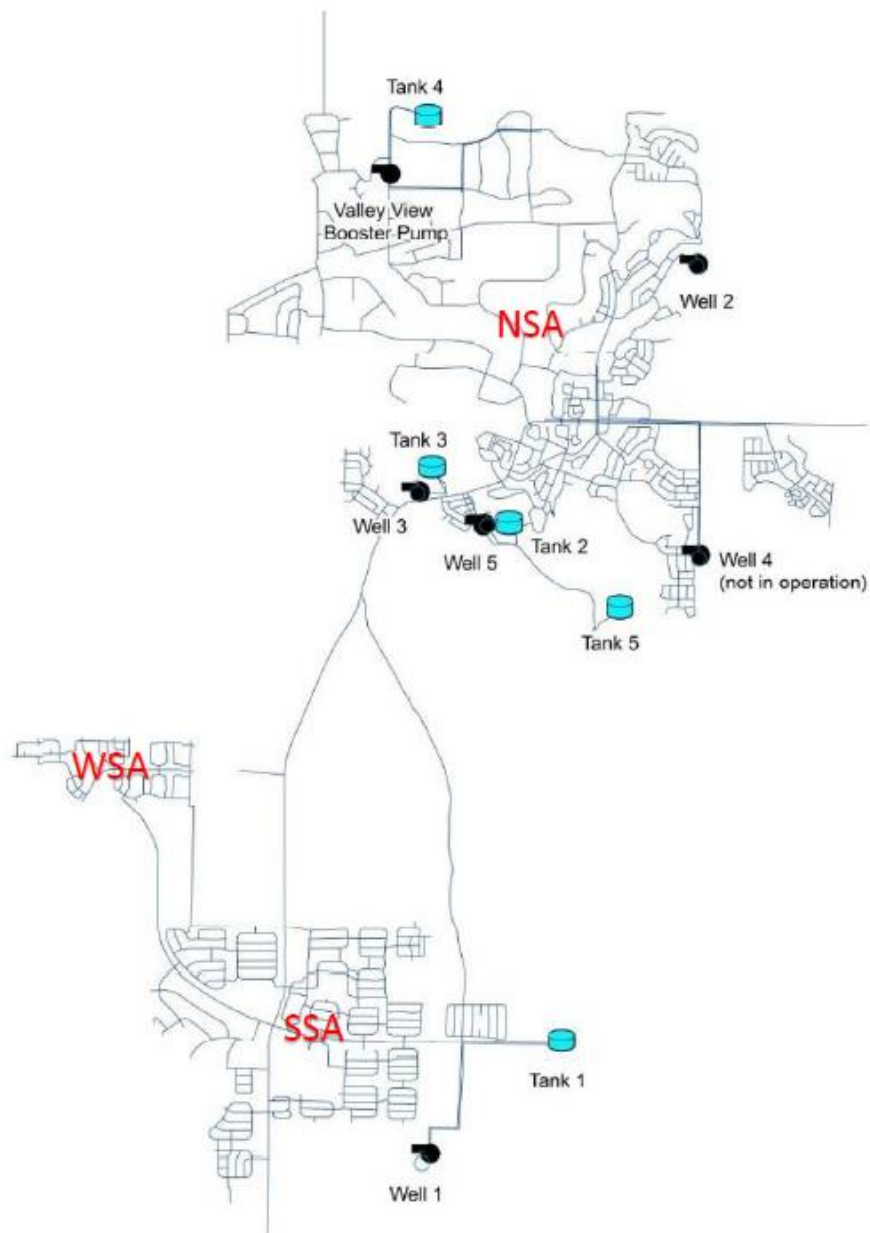 Tank 4
Valley View
Booster Pump
Well 2
NSA
Tank 3
Well 3
Well 5
Tank 2
Well 4
(not in operation)
Tank 5
WSA
SSA
Tank 1
Well 1